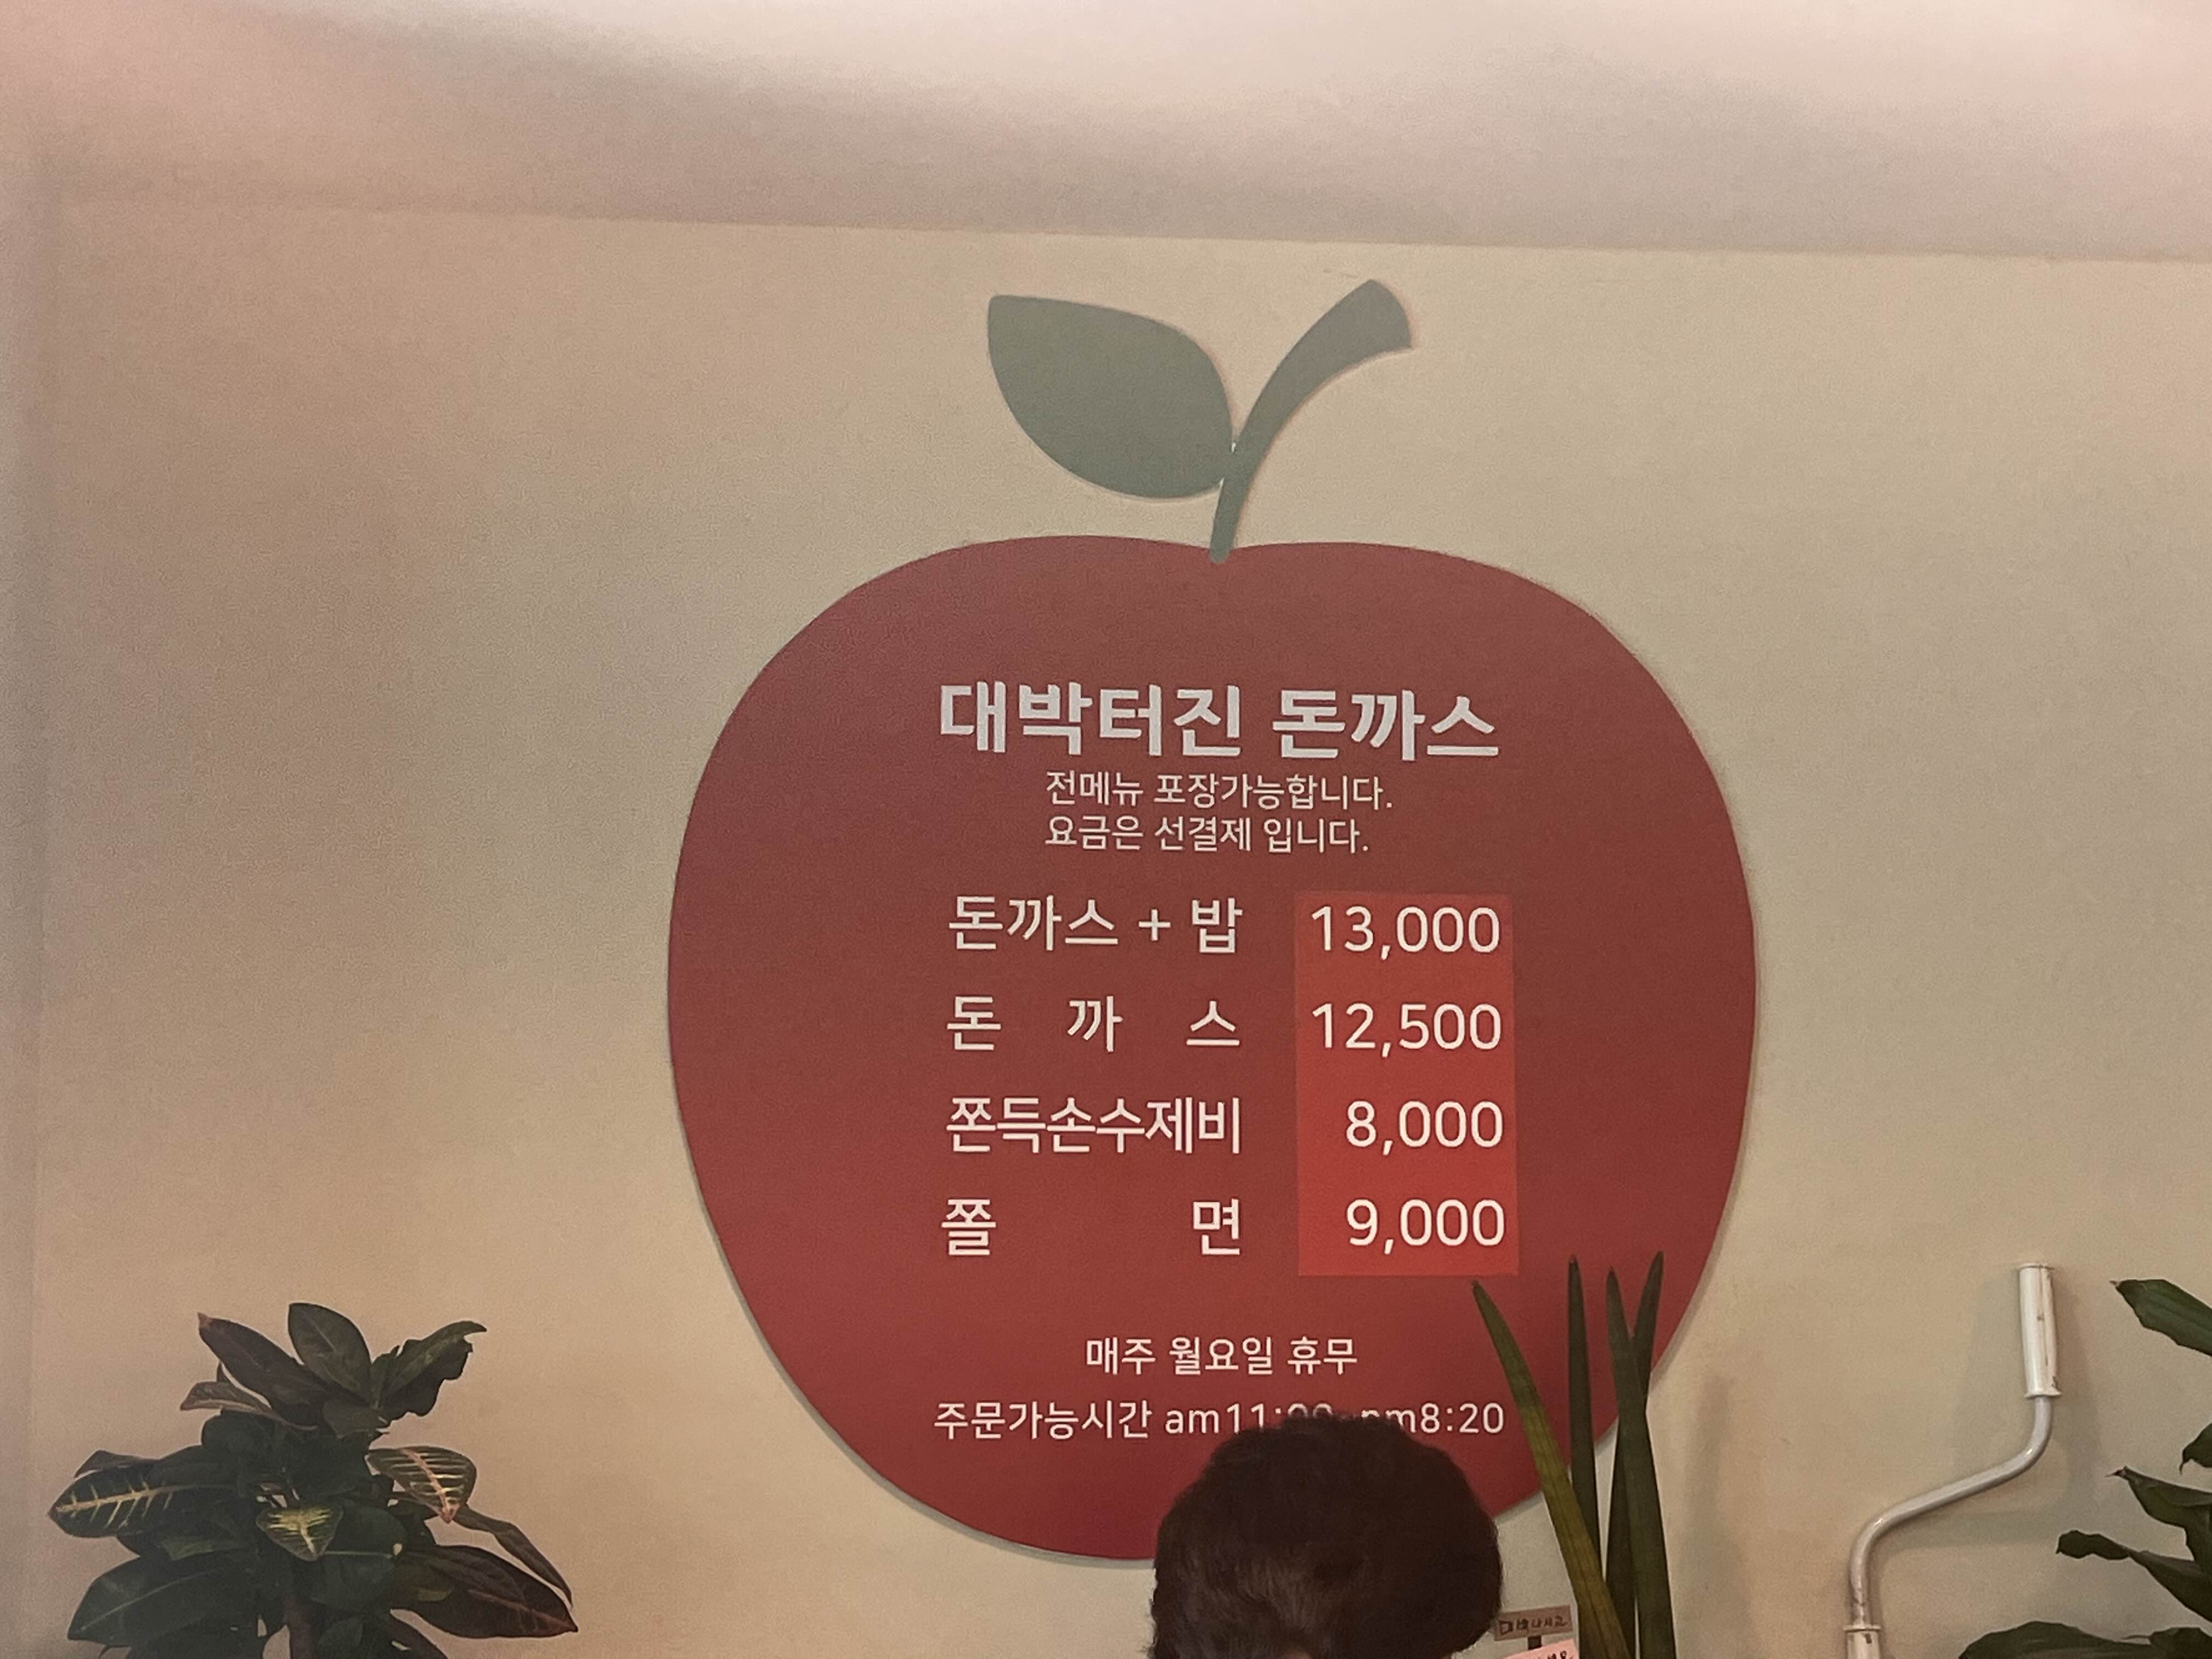 대박터진 돈까스
전메뉴 포장가능합니다.
요금은 선결제 입니다.
돈까스 + 밥 13,000
돈 까 스 12,500
쫀득손수제비 8,000
쫄 면 9,000
매주 월요일 휴무
주문가능시간 am11:00 pm8:20